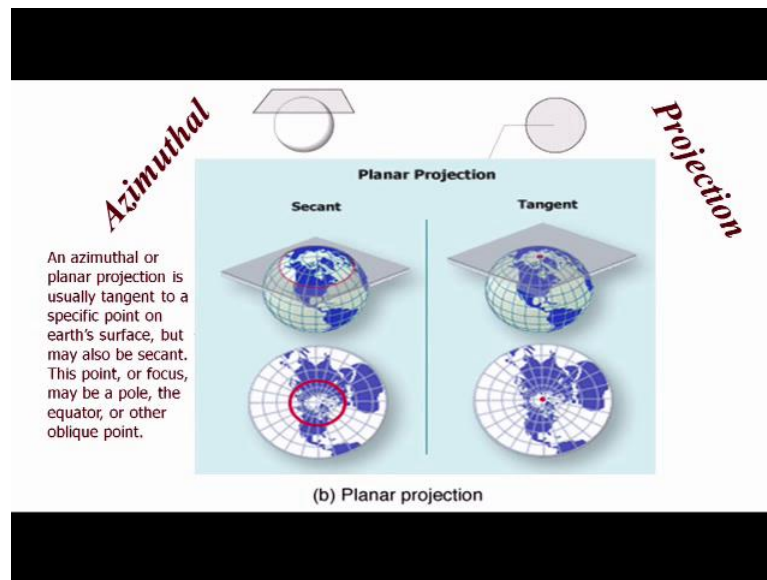 Azimuthal
Projection
An azimuthal or
planar projection is
usually tangent to a
specific point on
earth's surface, but
may also be secant.
This point, or focus,
may be a pole, the
equator, or other
oblique point.
Planar Projection
Secant
Tangent
(b) Planar projection